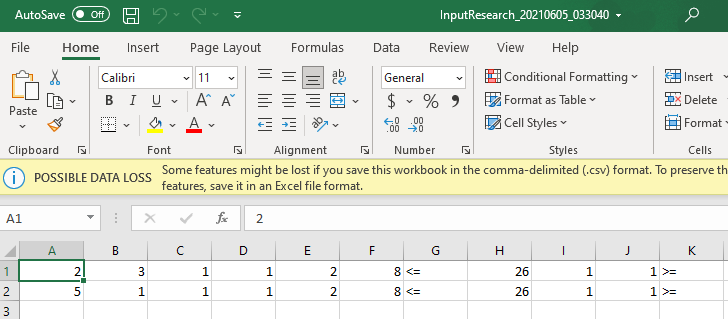 AutoSave Off InputResearch_20210605_033040
File Home Insert Page Layout Formulas Data Review View Help
Calibri 11 General Conditional Formatting Insert
Paste B I U A A $ % Format as Table Delete
Cell Styles Format
Clipboard Font Alignment Number Styles Cells
POSSIBLE DATA LOSS Some features might be lost if you save this workbook in the comma-delimited (.csv) format. To preserve th
features, save it in an Excel file format.
A1 fx 2
A B C D E F G H I J K
1 2 3 1 1 2 8 <= 26 1 1 >=
2 5 1 1 1 2 8 <= 26 1 1 >=
3